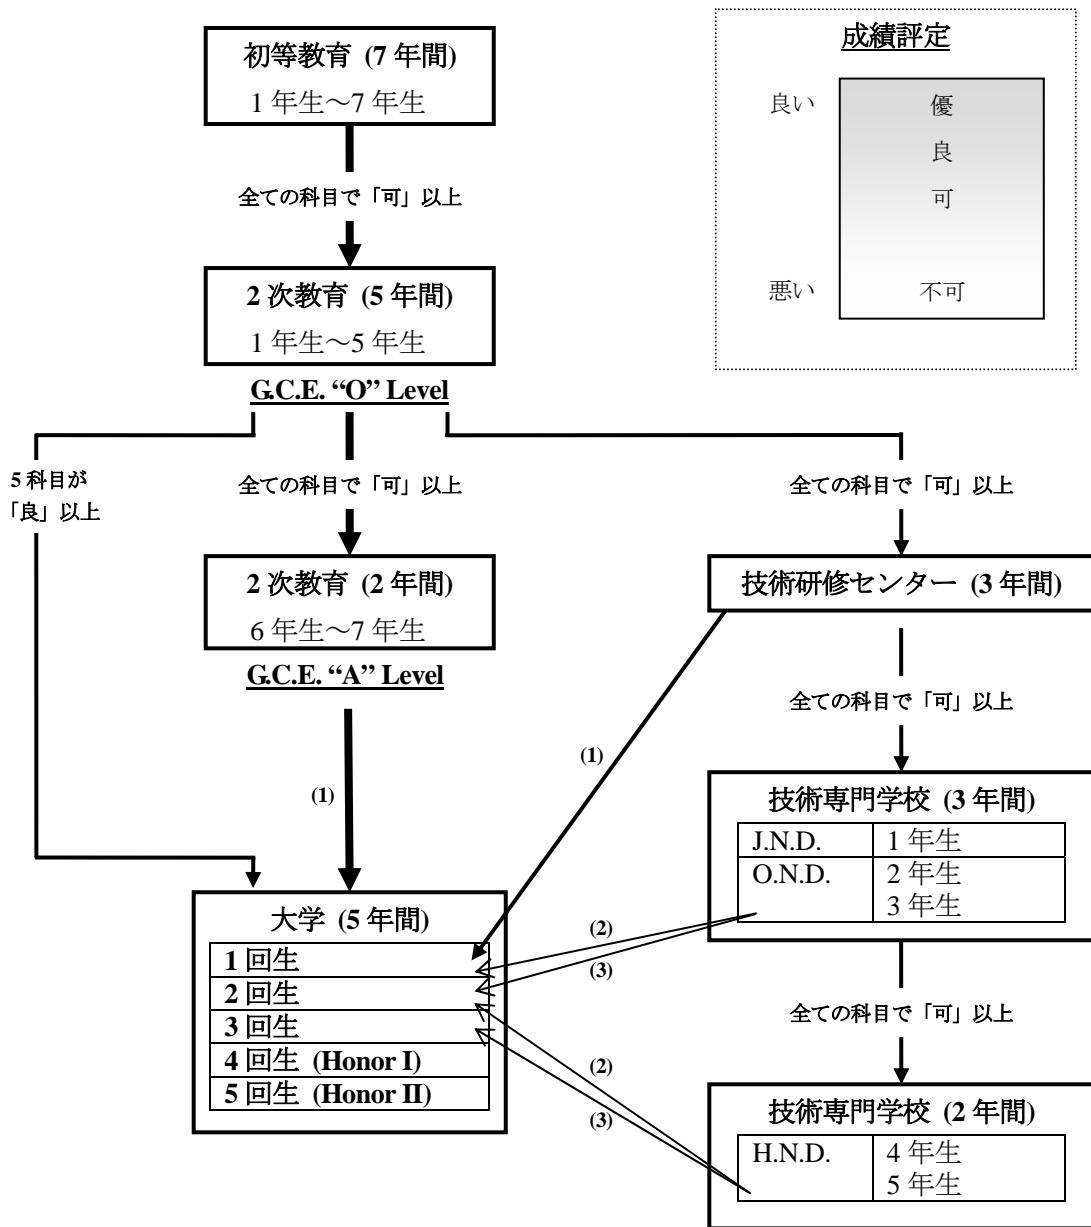 初等教育 (7 年間)
1 年生～7 年生
成績評定
良い
優
良
可
悪い
不可
全ての科目で「可」以上
2 次教育 (5 年間)
1 年生～5 年生
G.C.E. “O” Level
5 科目が
「良」以上
全ての科目で「可」以上
全ての科目で「可」以上
2 次教育 (2 年間)
6 年生～7 年生
G.C.E. “A” Level
技術研修センター (3 年間)
全ての科目で「可」以上
(1)
(1)
技術専門学校 (3 年間)
J.N.D. 1 年生
O.N.D. 2 年生
3 年生
大学 (5 年間)
1 回生
2 回生
3 回生
4 回生 (Honor I)
5 回生 (Honor II)
(2)
(3)
全ての科目で「可」以上
(2)
(3)
技術専門学校 (2 年間)
H.N.D. 4 年生
5 年生